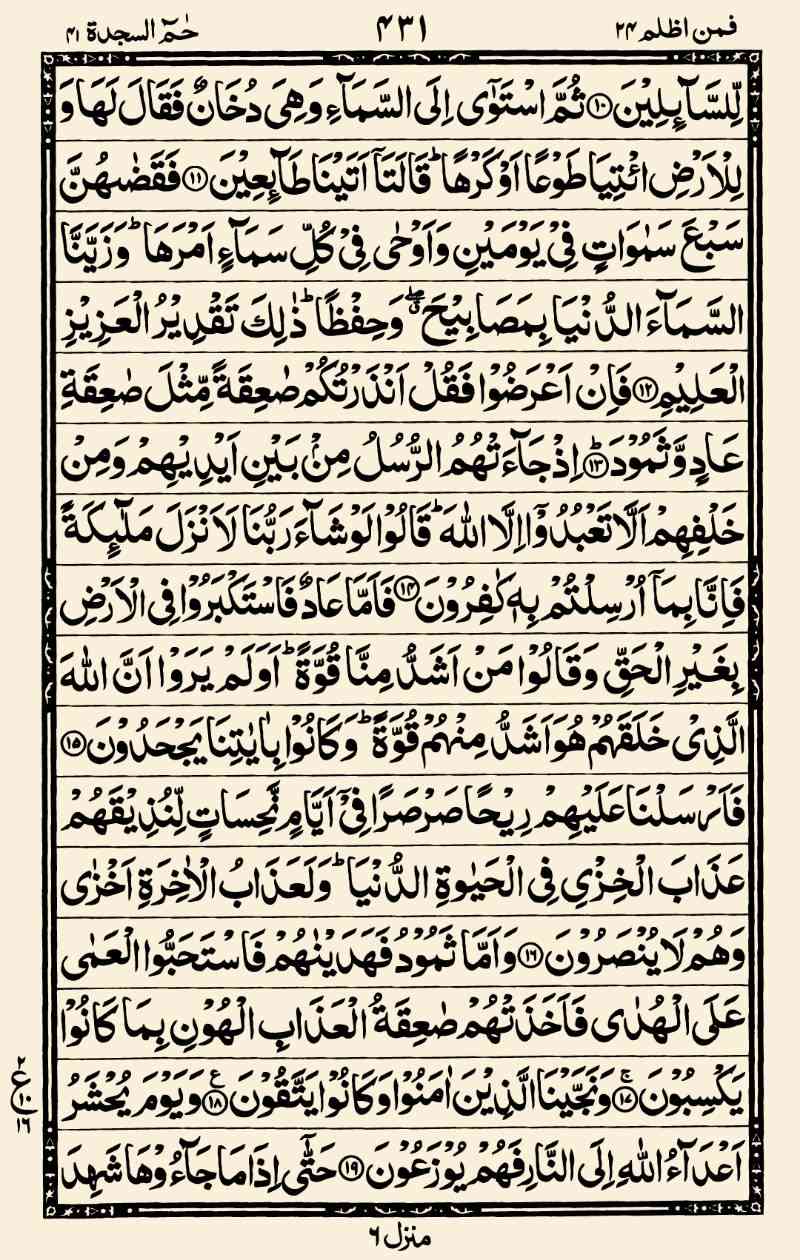 فمن اظلم ۲۴
۴۳۱
حٰمٓ السجدة ۴۱
لِّلسَّآىِٕلِیْنَ ﴿۱۰﴾ ثُمَّ اسْتَوٰۤی اِلَی السَّمَآءِ وَهِیَ دُخَانٌ فَقَالَ لَهَا وَ
لِلْاَرْضِ ائْتِیَا طَوْعًا اَوْ كَرْهًا ؕ قَالَتَاۤ اَتَیْنَا طَآىِٕعِیْنَ ﴿۱۱﴾ فَقَضٰىهُنَّ
سَبْعَ سَمٰوَاتٍ فِیْ یَوْمَیْنِ وَاَوْحٰی فِیْ كُلِّ سَمَآءٍ اَمْرَهَا ؕ وَزَیَّنَّا
السَّمَآءَ الدُّنْیَا بِمَصَابِیْحَ ۖۗ وَحِفْظًا ؕ ذٰلِكَ تَقْدِیْرُ الْعَزِیْزِ
الْعَلِیْمِ ﴿۱۲﴾ فَاِنْ اَعْرَضُوْا فَقُلْ اَنْذَرْتُكُمْ صٰعِقَةً مِّثْلَ صٰعِقَةِ
عَادٍ وَّثَمُوْدَ ﴿۱۳﴾ؕ اِذْ جَآءَتْهُمُ الرُّسُلُ مِنْۢ بَیْنِ اَیْدِیْهِمْ وَمِنْ
خَلْفِهِمْ اَلَّا تَعْبُدُوْۤا اِلَّا اللّٰهَ ؕ قَالُوْا لَوْ شَآءَ رَبُّنَا لَاَنْزَلَ مَلٰٓىِٕكَةً
فَاِنَّا بِمَاۤ اُرْسِلْتُمْ بِهٖ كٰفِرُوْنَ ﴿۱۴﴾ فَاَمَّا عَادٌ فَاسْتَكْبَرُوْا فِی الْاَرْضِ
بِغَیْرِ الْحَقِّ وَقَالُوْا مَنْ اَشَدُّ مِنَّا قُوَّةً ؕ اَوَلَمْ یَرَوْا اَنَّ اللّٰهَ
الَّذِیْ خَلَقَهُمْ هُوَ اَشَدُّ مِنْهُمْ قُوَّةً ؕ وَكَانُوْا بِاٰیٰتِنَا یَجْحَدُوْنَ ﴿۱۵﴾
فَاَرْسَلْنَا عَلَیْهِمْ رِیْحًا صَرْصَرًا فِیْۤ اَیَّامٍ نَّحِسَاتٍ لِّنُذِیْقَهُمْ
عَذَابَ الْخِزْیِ فِی الْحَیٰوةِ الدُّنْیَا ؕ وَلَعَذَابُ الْاٰخِرَةِ اَخْزٰی
وَهُمْ لَا یُنْصَرُوْنَ ﴿۱۶﴾ وَاَمَّا ثَمُوْدُ فَهَدَیْنٰهُمْ فَاسْتَحَبُّوا الْعَمٰی
عَلَی الْهُدٰی فَاَخَذَتْهُمْ صٰعِقَةُ الْعَذَابِ الْهُوْنِ بِمَا كَانُوْا
یَكْسِبُوْنَ ﴿۱۷﴾ۚ وَنَجَّیْنَا الَّذِیْنَ اٰمَنُوْا وَكَانُوْا یَتَّقُوْنَ ﴿۱۸﴾ۧ وَیَوْمَ یُحْشَرُ
۲
ع
۱۰
۱۶
اَعْدَآءُ اللّٰهِ اِلَی النَّارِ فَهُمْ یُوْزَعُوْنَ ﴿۱۹﴾ حَتّٰۤی اِذَا مَا جَآءُوْهَا شَهِدَ
منزل ۶